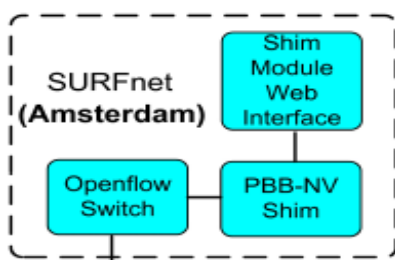 SURFnet
(Amsterdam)
Shim
Module
Web
Interface
Openflow
Switch
PBB-NV
Shim